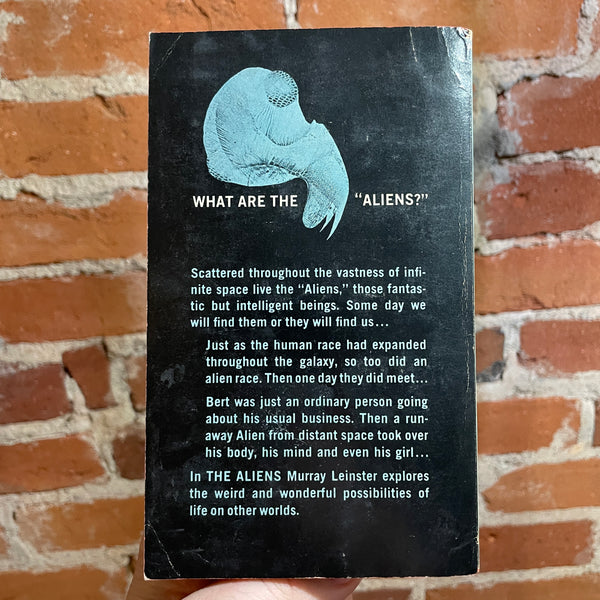 WHAT ARE THE "ALIENS?"
Scattered throughout the vastness of infi-
nite space live the "Aliens," those fantas-
tic but intelligent beings. Some day we
will find them or they will find us...
Just as the human race had expanded
throughout the galaxy, so too did an
alien race. Then one day they did meet...
Bert was just an ordinary person going
about his usual business. Then a run-
away Alien from distant space took over
his body, his mind and even his girl...
In THE ALIENS Murray Leinster explores
the weird and wonderful possibilities of
life on other worlds.